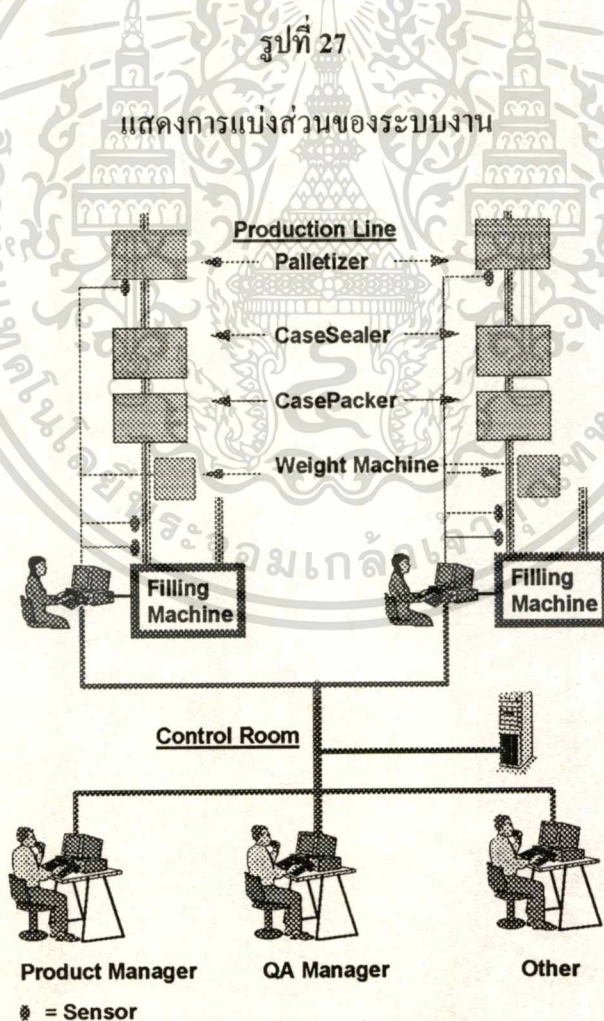 รูปที่ 27
แสดงการแบ่งส่วนของระบบงาน
Production Line
Palletizer
CaseSealer
CasePacker
Weight Machine
Filling
Machine
Filling
Machine
Control Room
Product Manager
QA Manager
Other
= Sensor